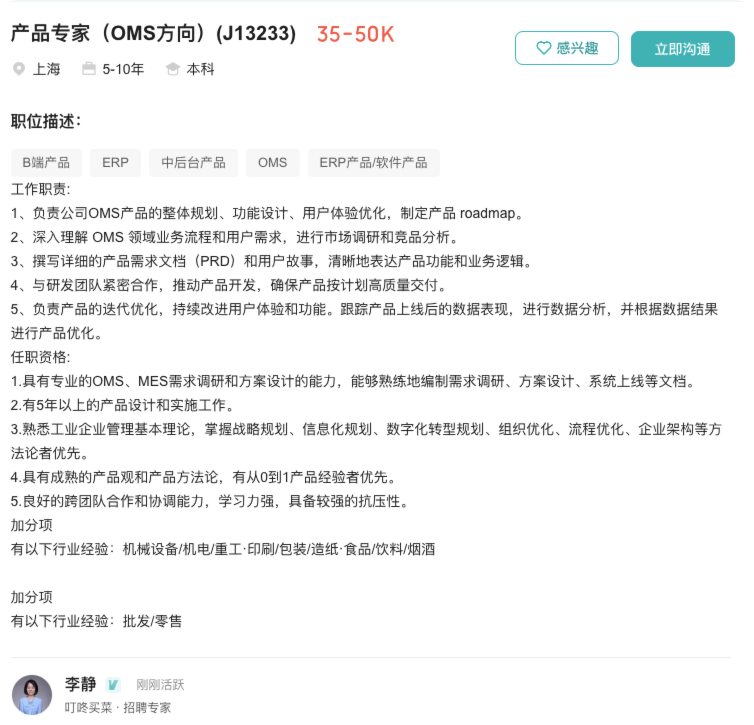 产品专家（OMS方向）(J13233) 35-50K
感兴趣 立即沟通
上海 5-10年 本科
职位描述：
B端产品 ERP 中后台产品 OMS ERP产品/软件产品
工作职责:
1、负责公司OMS产品的整体规划、功能设计、用户体验优化，制定产品 roadmap。
2、深入理解 OMS 领域业务流程和用户需求，进行市场调研和竞品分析。
3、撰写详细的产品需求文档（PRD）和用户故事，清晰地表达产品功能和业务逻辑。
4、与研发团队紧密合作，推动产品开发，确保产品按计划高质量交付。
5、负责产品的迭代优化，持续改进用户体验和功能。跟踪产品上线后的数据表现，进行数据分析，并根据数据结果
进行产品优化。
任职资格:
1.具有专业的OMS、MES需求调研和方案设计的能力，能够熟练地编制需求调研、方案设计、系统上线等文档。
2.有5年以上的产品设计和实施工作。
3.熟悉工业企业管理基本理论，掌握战略规划、信息化规划、数字化转型规划、组织优化、流程优化、企业架构等方
法论者优先。
4.具有成熟的产品观和产品方法论，有从0到1产品经验者优先。
5.良好的跨团队合作和协调能力，学习力强，具备较强的抗压性。
加分项
有以下行业经验：机械设备/机电/重工·印刷/包装/造纸·食品/饮料/烟酒
加分项
有以下行业经验：批发/零售
李静 刚刚活跃
叮咚买菜 · 招聘专家